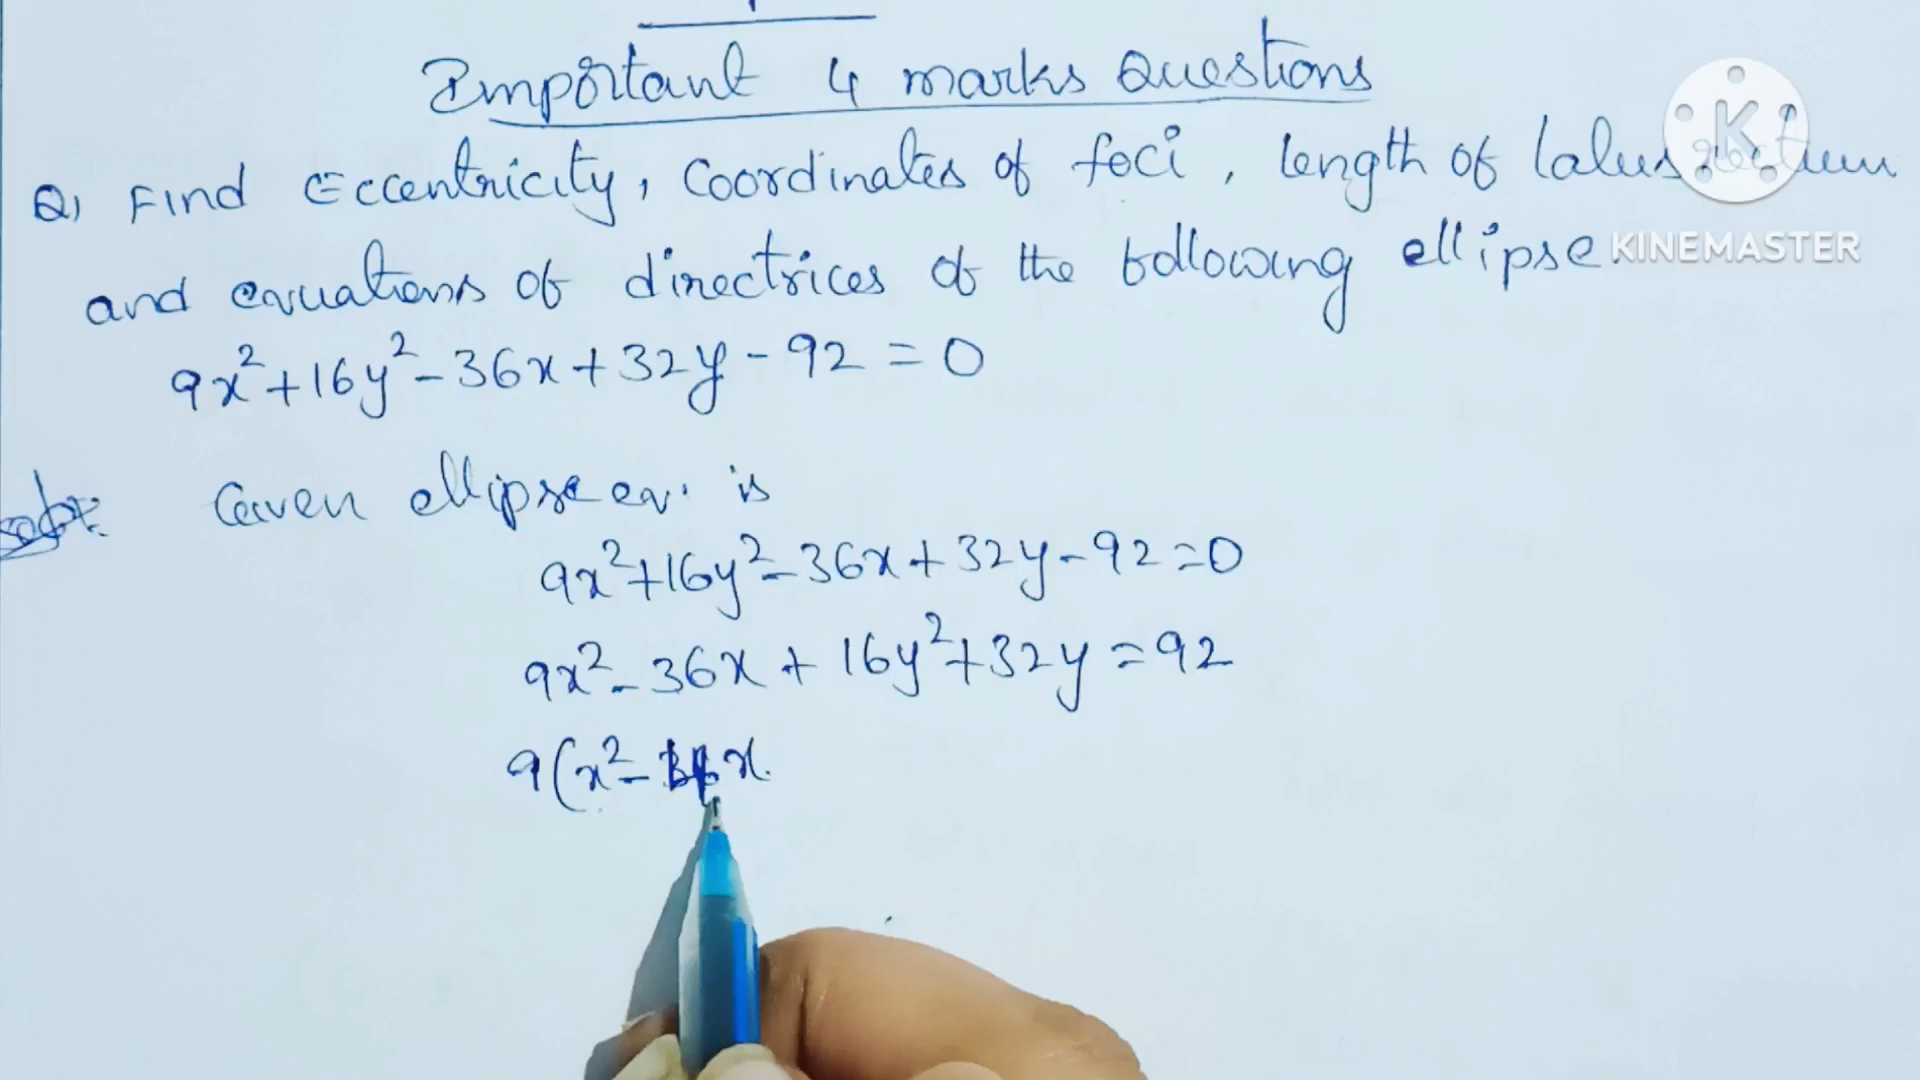 Important 4 marks Questions
Q1 Find Eccentricity, Coordinates of foci, length of latus rectum
K
KINEMASTER
and equations of directrices of the following ellipse
9x²+16y²-36x+32y-92=0
Solt: Given ellipse eq. is
9x²+16y²-36x+32y-92=0
9x²-36x+16y²+32y=92
9(x²- x